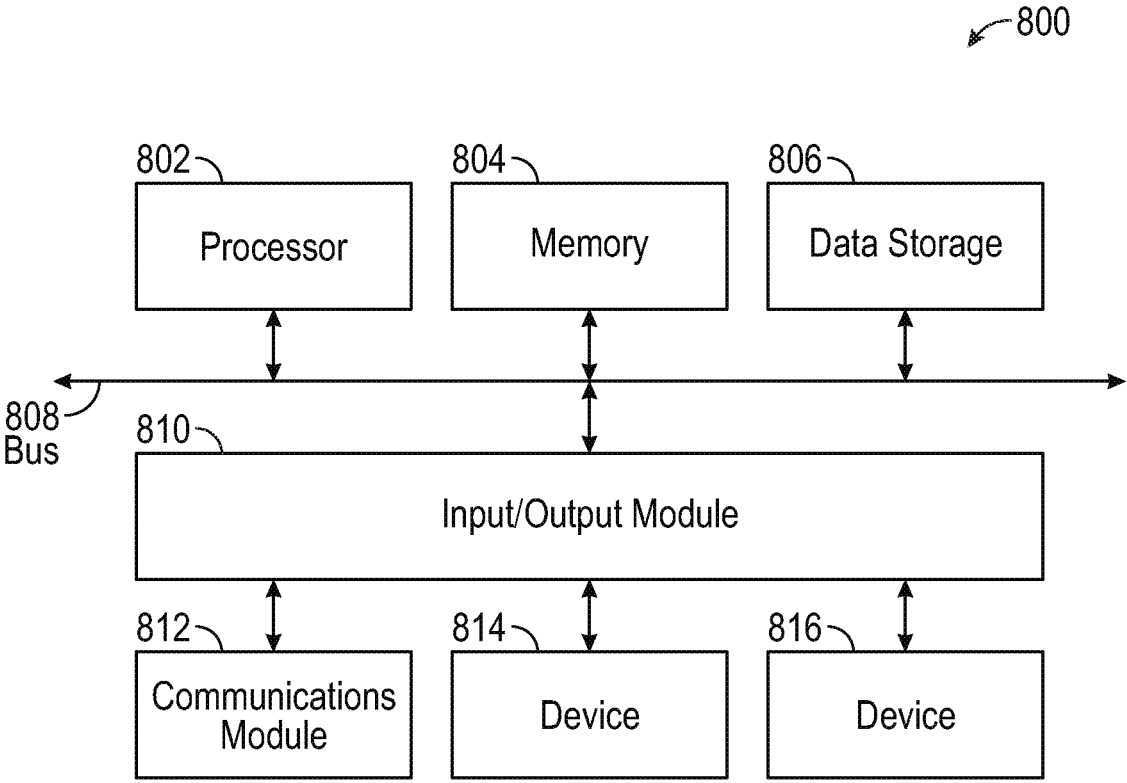 800
802
804
806
Processor
Memory
Data Storage
808
Bus
810
Input/Output Module
812
814
816
Communications
Module
Device
Device